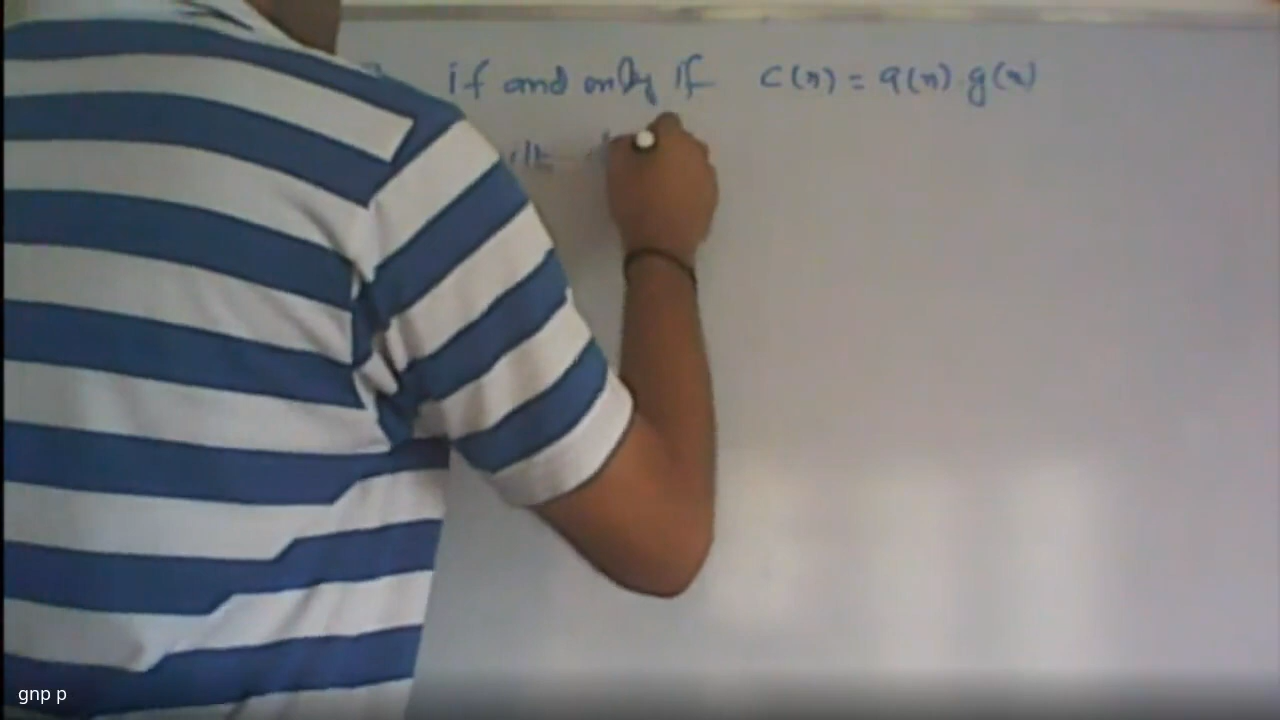 if and only if c(x) = q(x) g(x)
gnp p